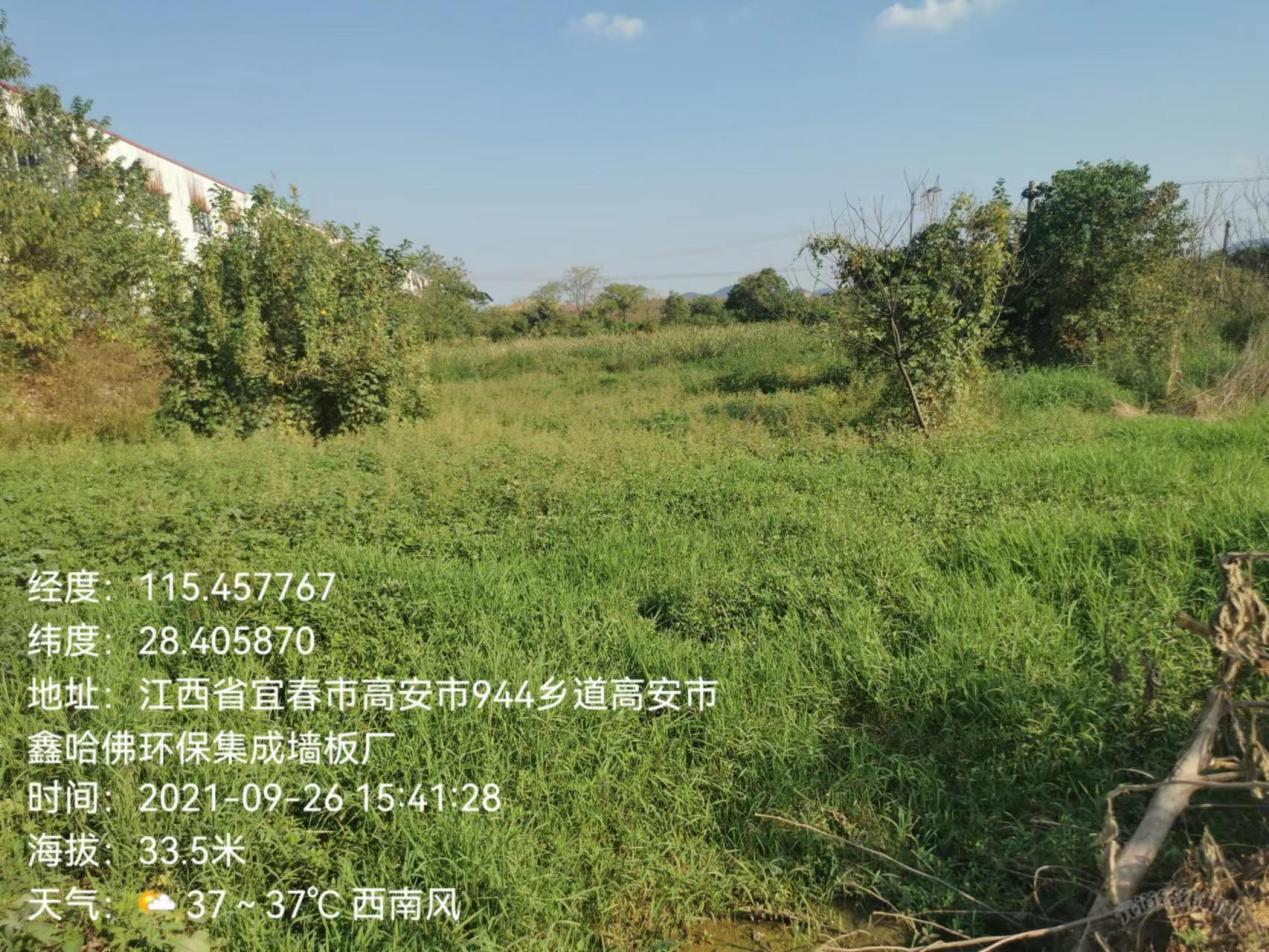 经度： 115.457767
纬度： 28.405870
地址： 江西省宜春市高安市944乡道高安市
鑫哈佛环保集成墙板厂
时间： 2021-09-26 15:41:28
海拔： 33.5米
天气： 37 ~ 37℃ 西南风